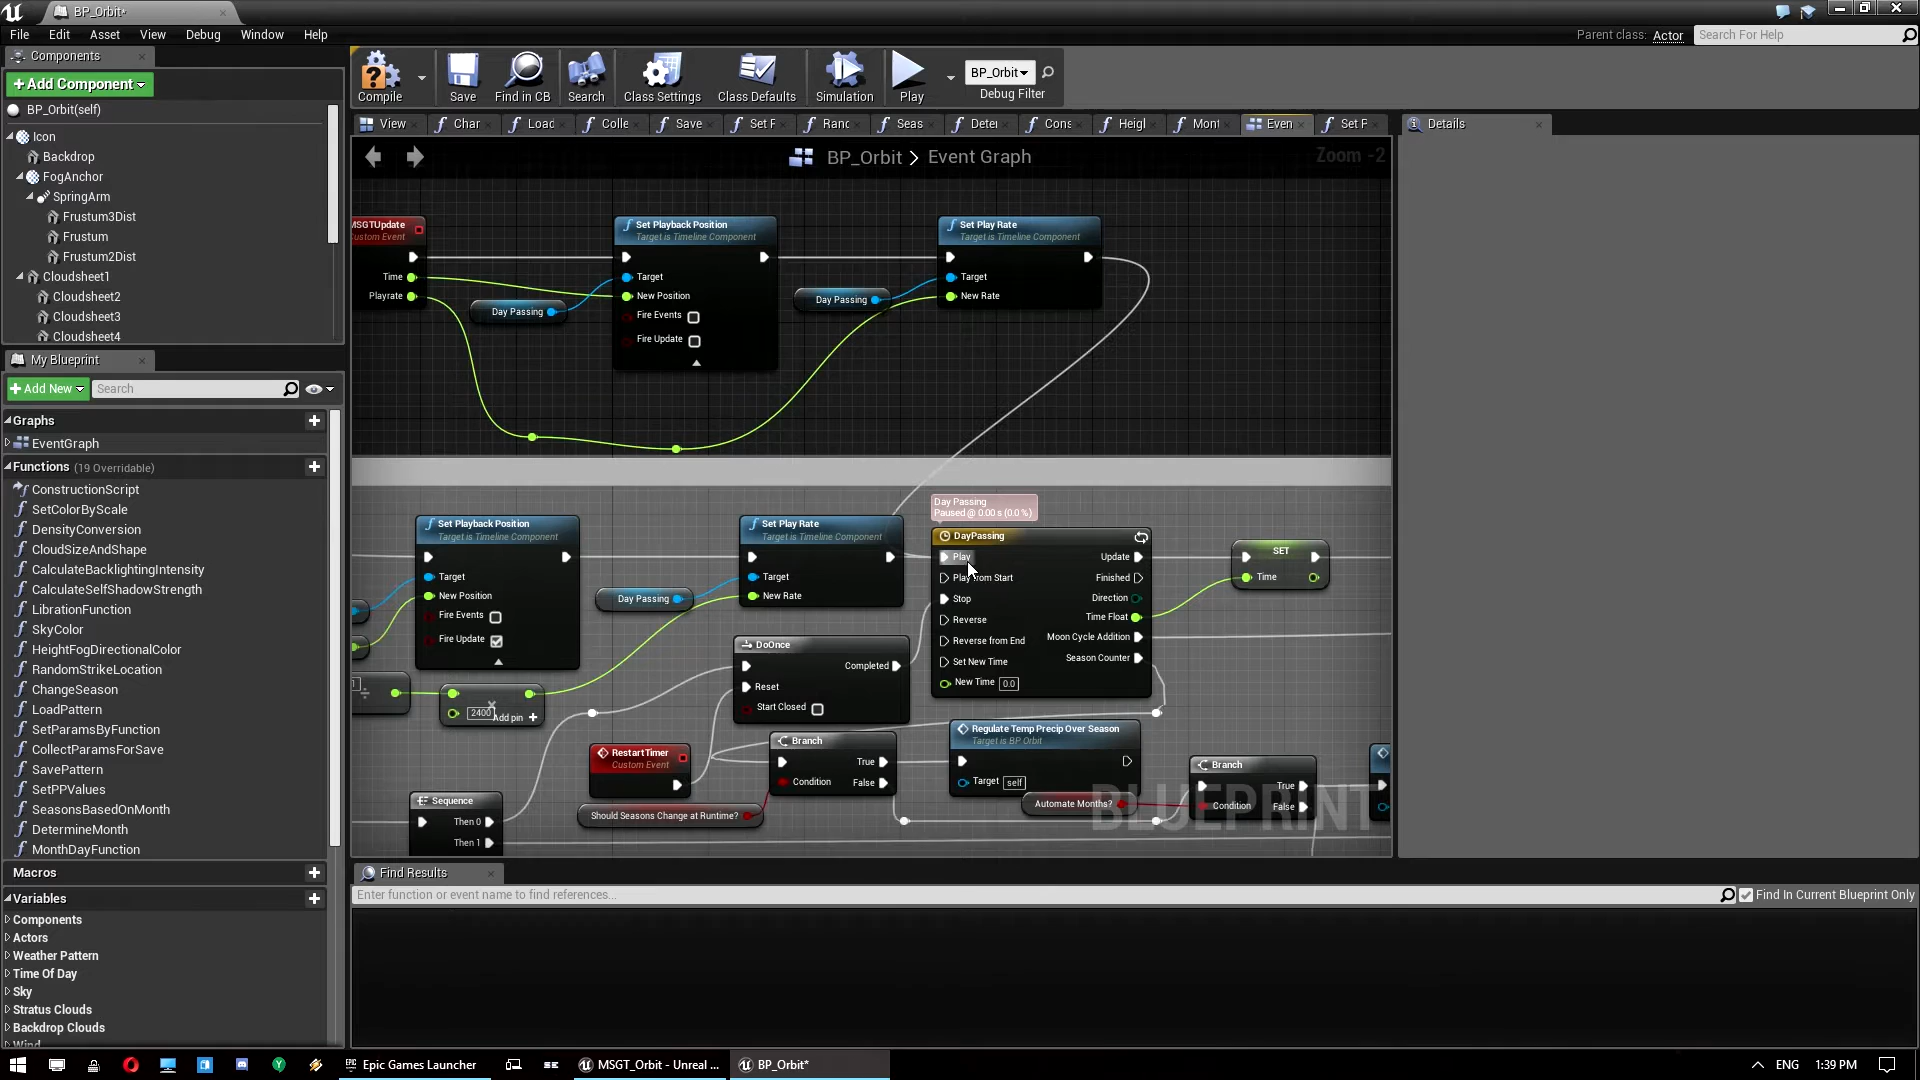 BP_Orbit*
File Edit Asset View Debug Window Help
Parent class: Actor
Search For Help
Components
+Add Component
BP_Orbit(self)
Icon
Backdrop
FogAnchor
SpringArm
Frustum3Dist
Frustum
Frustum2Dist
Cloudsheet1
Cloudsheet2
Cloudsheet3
Cloudsheet4
Compile
Save
Find in CB
Search
Class Settings
Class Defaults
Simulation
Play
BP_Orbit
Debug Filter
View
Char
Load
Colle
Save
Set F
Rand
Seas
Deter
Cons
Heigl
Mont
Even
Set F
Details
BP_Orbit > Event Graph
Zoom -2
MSGTUpdate
Custom Event
Time
Playrate
Day Passing
Set Playback Position
Target is Timeline Component
Target
New Position
Fire Events
Fire Update
Day Passing
Set Play Rate
Target is Timeline Component
Target
New Rate
My Blueprint
+Add New
Search
Graphs
EventGraph
Functions (19 Overridable)
ConstructionScript
SetColorByScale
DensityConversion
CloudSizeAndShape
CalculateBacklightingIntensity
CalculateSelfShadowStrength
LibrationFunction
SkyColor
HeightFogDirectionalColor
RandomStrikeLocation
ChangeSeason
LoadPattern
SetParamsByFunction
CollectParamsForSave
SavePattern
SetPPValues
SeasonsBasedOnMonth
DetermineMonth
MonthDayFunction
Macros
Variables
Components
Actors
Weather Pattern
Time Of Day
Sky
Stratus Clouds
Backdrop Clouds
Wind
Set Playback Position
Target is Timeline Component
Target
New Position
Fire Events
Fire Update
Day Passing
Set Play Rate
Target is Timeline Component
Target
New Rate
2400
Add pin +
DoOnce
Completed
Reset
Start Closed
Day Passing
Paused @ 0.00 s (0.0 %)
DayPassing
Play
Play from Start
Stop
Reverse
Reverse from End
Set New Time
New Time 0.0
Update
Finished
Direction
Time Float
Moon Cycle Addition
Season Counter
SET
Time
RestartTimer
Custom Event
Branch
Condition
True
False
Should Seasons Change at Runtime?
Regulate Temp Precip Over Season
Target is BP Orbit
Target self
Automate Months?
Branch
Condition
True
False
Sequence
Then 0
Then 1
BLUEPRINT
Find Results
Enter function or event name to find references...
Find In Current Blueprint Only
Epic Games Launcher
MSGT_Orbit - Unreal ...
BP_Orbit*
ENG
1:39 PM